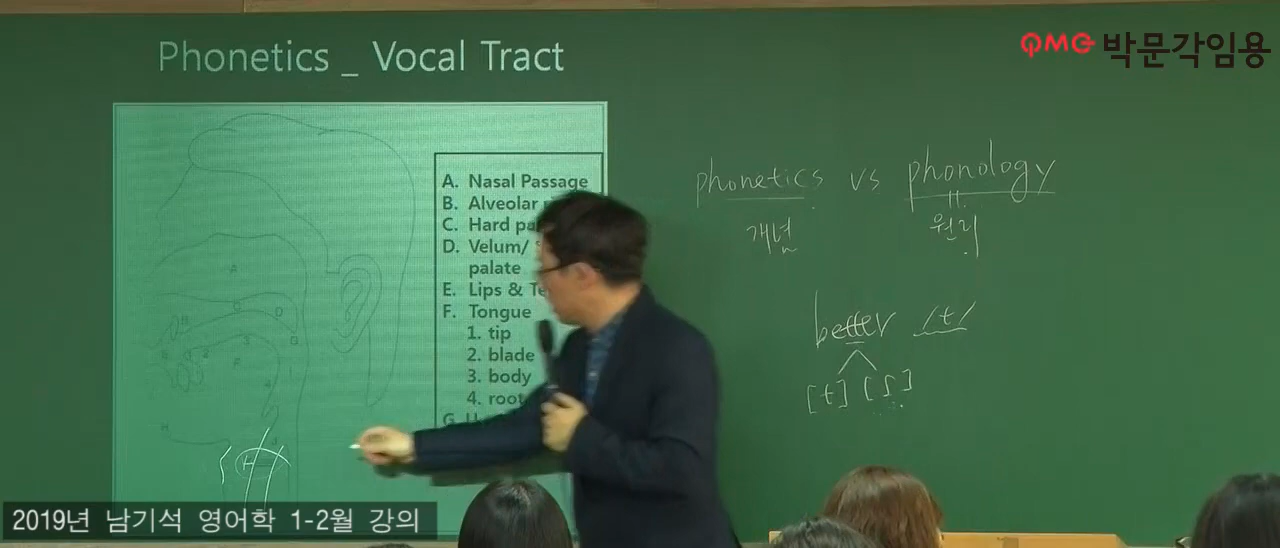 Phonetics _ Vocal Tract
PMG 박문각임용
A. Nasal Passage
B. Alveolar
C. Hard
D. Velum/
palate
E. Lips &
F. Tongue
1. tip
2. blade
3. body
4. root
G.
phonetics vs phonology
개념
원리
better /t/
[t] [ɾ]
2019년 남기석 영어학 1-2월 강의